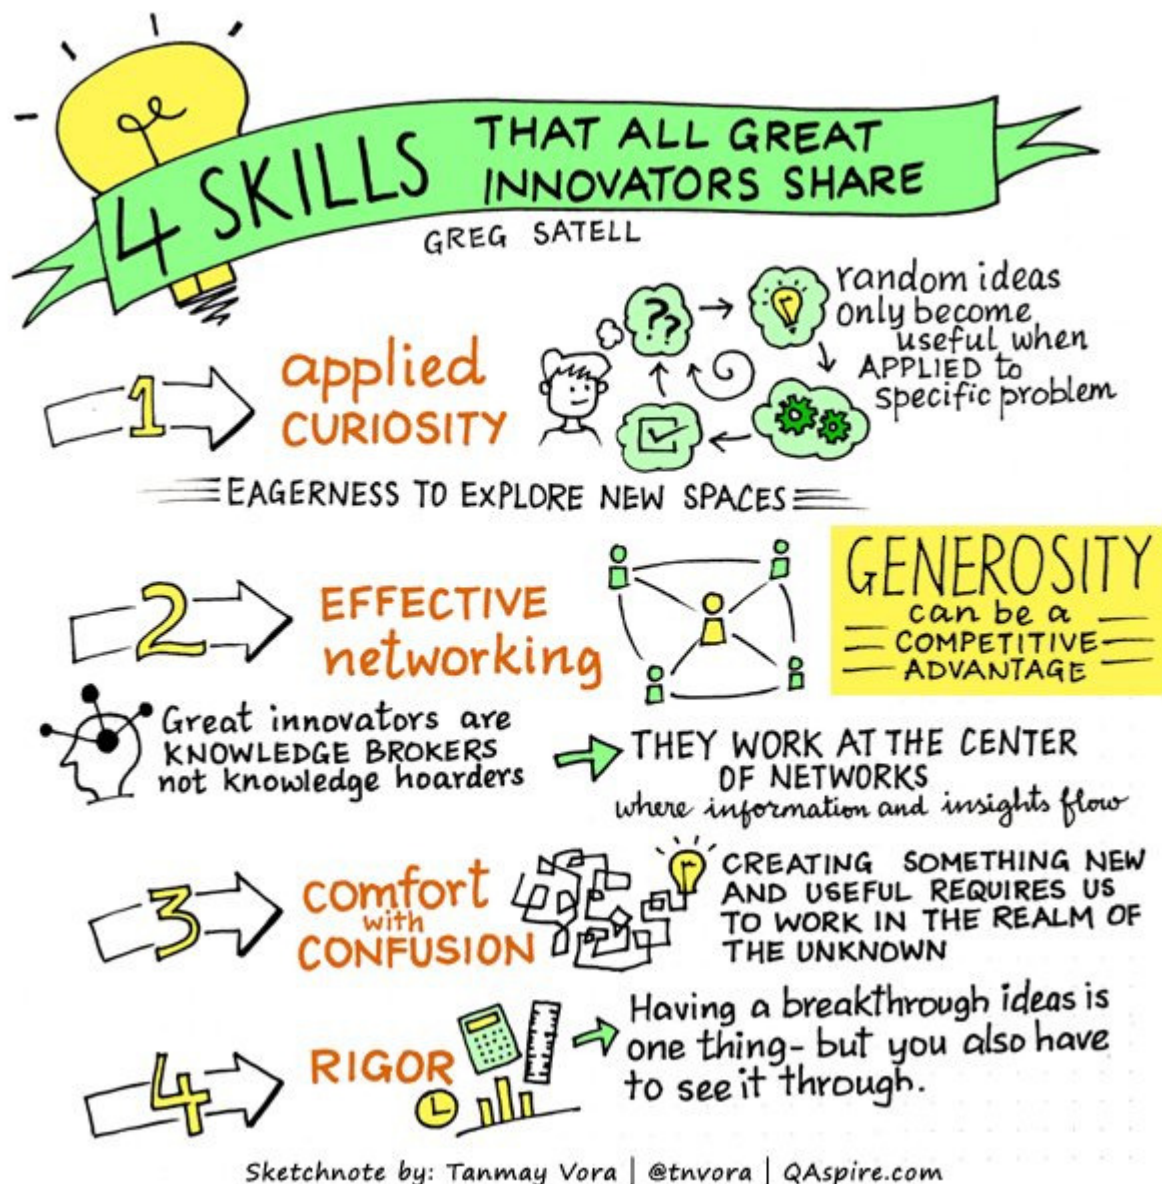 4 SKILLS THAT ALL GREAT
INNOVATORS SHARE
GREG SATELL
1
applied
CURIOSITY
??
random ideas
only become
useful when
APPLIED to
specific problem
EAGERNESS TO EXPLORE NEW SPACES
2
EFFECTIVE
networking
GENEROSITY
can be a
COMPETITIVE
ADVANTAGE
Great innovators are
KNOWLEDGE BROKERS
not knowledge hoarders
THEY WORK AT THE CENTER
OF NETWORKS
where information and insights flow
3
comfort
with
CONFUSION
CREATING SOMETHING NEW
AND USEFUL REQUIRES US
TO WORK IN THE REALM OF
THE UNKNOWN
4
RIGOR
Having a breakthrough ideas is
one thing - but you also have
to see it through.
Sketchnote by: Tanmay Vora | @tnvora | QAspire.com